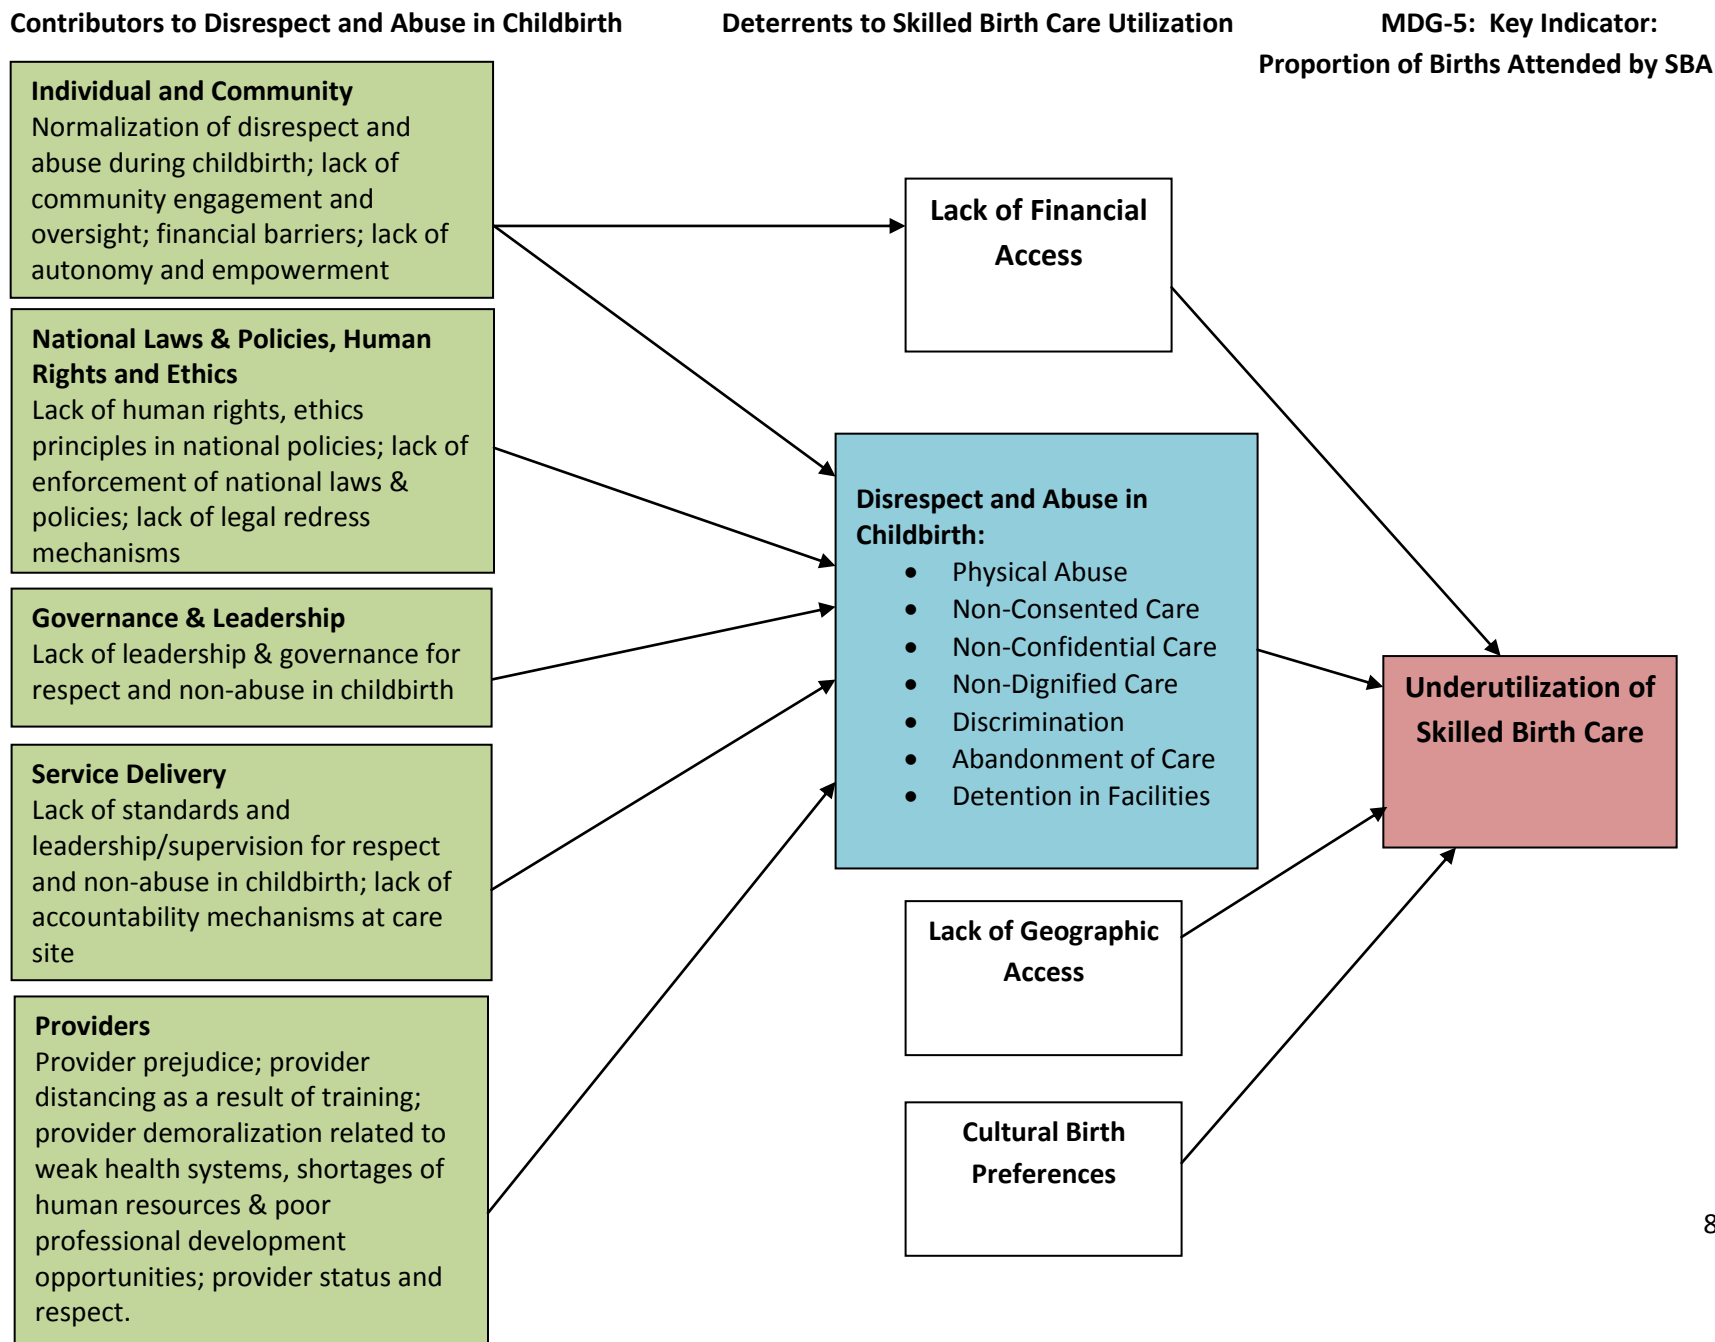 Contributors to Disrespect and Abuse in Childbirth
Deterrents to Skilled Birth Care Utilization
MDG-5:  Key Indicator:
Proportion of Births Attended by SBA
Individual and Community
Normalization of disrespect and
abuse during childbirth; lack of
community engagement and
oversight; financial barriers; lack of
autonomy and empowerment
National Laws & Policies, Human
Rights and Ethics
Lack of human rights, ethics
principles in national policies; lack of
enforcement of national laws &
policies; lack of legal redress
mechanisms
Governance & Leadership
Lack of leadership & governance for
respect and non-abuse in childbirth
Service Delivery
Lack of standards and
leadership/supervision for respect
and non-abuse in childbirth; lack of
accountability mechanisms at care
site
Providers
Provider prejudice; provider
distancing as a result of training;
provider demoralization related to
weak health systems, shortages of
human resources & poor
professional development
opportunities; provider status and
respect.
Lack of Financial
Access
Disrespect and Abuse in
Childbirth:
• Physical Abuse
• Non-Consented Care
• Non-Confidential Care
• Non-Dignified Care
• Discrimination
• Abandonment of Care
• Detention in Facilities
Lack of Geographic
Access
Cultural Birth
Preferences
Underutilization of
Skilled Birth Care
8